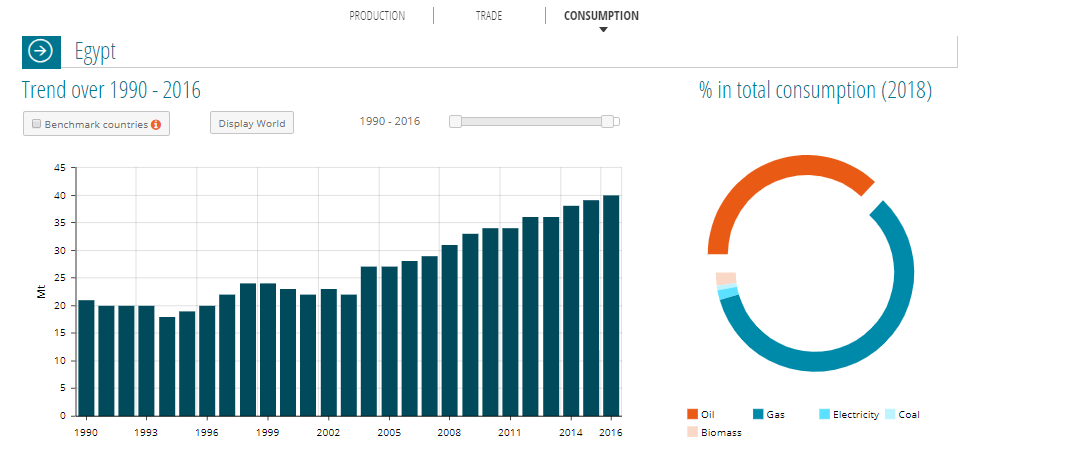 PRODUCTION TRADE CONSUMPTION
Egypt
Trend over 1990 - 2016
% in total consumption (2018)
Benchmark countries
Display World
1990 - 2016
45
40
35
30
25
20
15
10
5
0
Mt
1990 1993 1996 1999 2002 2005 2008 2011 2014 2016
Oil Gas Electricity Coal
Biomass